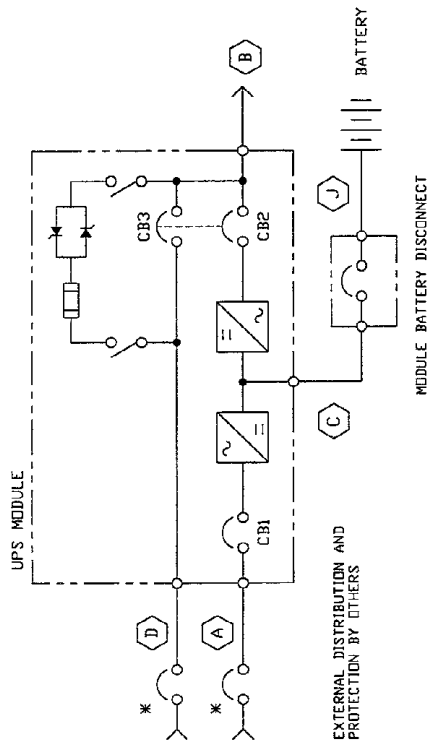 UPS MODULE
CB3
CB2
B
D
*
A
*
CB1
C
J
BATTERY
MODULE BATTERY DISCONNECT
EXTERNAL DISTRIBUTION AND
PROTECTION BY OTHERS